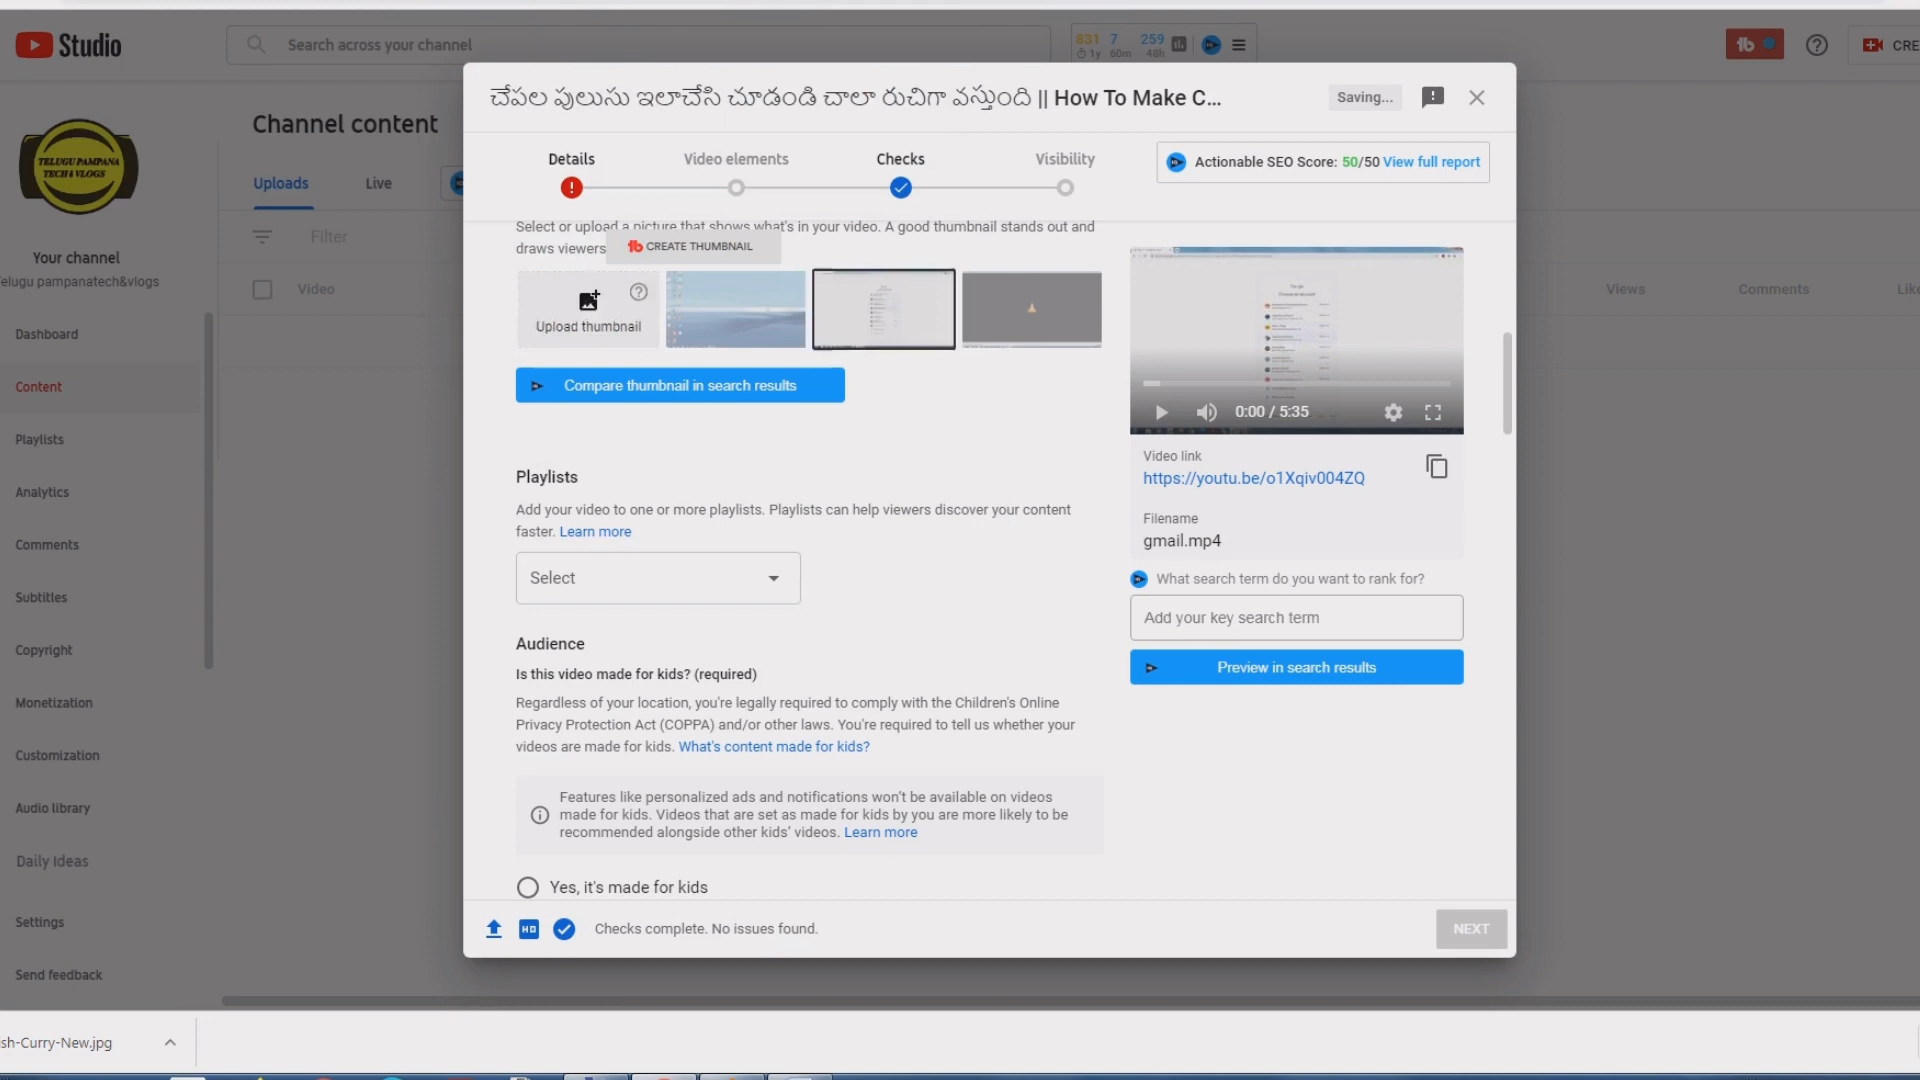 Studio
Search across your channel
831 7 259
1y 60m 48h
CRE
చేపల పులుసు ఇలాచేసి చూడండి చాలా రుచిగా వస్తుంది || How To Make C...
Saving...
Channel content
Details
Video elements
Checks
Visibility
Actionable SEO Score: 50/50 View full report
TELUGU PAMPANA
TECH & VLOGS
Uploads
Live
Filter
Select or upload a picture that shows what's in your video. A good thumbnail stands out and
draws viewers
CREATE THUMBNAIL
Your channel
elugu pampanatech&vlogs
Video
Views
Comments
Like
Upload thumbnail
Dashboard
Content
Playlists
Analytics
Comments
Subtitles
Copyright
Monetization
Customization
Audio library
Daily Ideas
Settings
Send feedback
Compare thumbnail in search results
0:00 / 5:35
Playlists
Add your video to one or more playlists. Playlists can help viewers discover your content
faster. Learn more
Select
Video link
https://youtu.be/o1Xqiv004ZQ
Filename
gmail.mp4
What search term do you want to rank for?
Add your key search term
Preview in search results
Audience
Is this video made for kids? (required)
Regardless of your location, you're legally required to comply with the Children's Online
Privacy Protection Act (COPPA) and/or other laws. You're required to tell us whether your
videos are made for kids. What's content made for kids?
Features like personalized ads and notifications won't be available on videos
made for kids. Videos that are set as made for kids by you are more likely to be
recommended alongside other kids' videos. Learn more
Yes, it's made for kids
HD
Checks complete. No issues found.
NEXT
sh-Curry-New.jpg